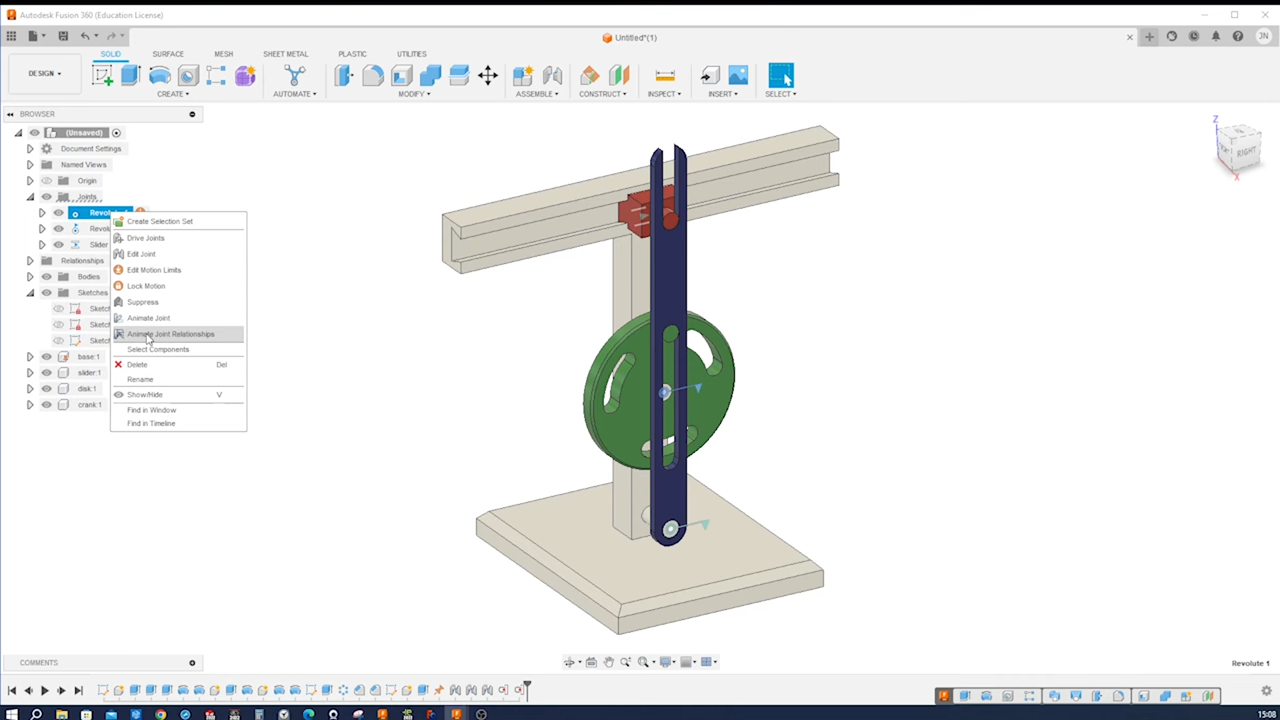 Autodesk Fusion 360 (Education License)
Untitled*(1)
JN
SOLID SURFACE MESH SHEET METAL PLASTIC UTILITIES
DESIGN
CREATE AUTOMATE MODIFY ASSEMBLE CONSTRUCT INSPECT INSERT SELECT
BROWSER
(Unsaved)
Document Settings
Named Views
Origin
Joints
Revolu
Revolu
Slider
Relationships
Bodies
Sketches
Sketc
Sketc
Sketc
base:1
slider:1
disk:1
crank:1
Create Selection Set
Drive Joints
Edit Joint
Edit Motion Limits
Lock Motion
Suppress
Animate Joint
Animate Joint Relationships
Select Components
Delete Del
Rename
Show/Hide V
Find in Window
Find in Timeline
Z
RIGHT
X
COMMENTS
Revolute 1
15:08